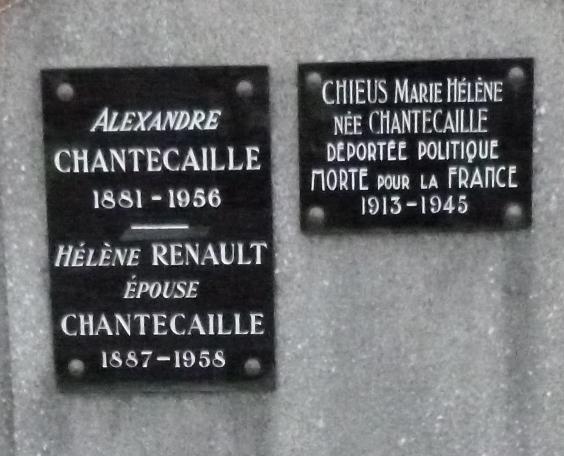 ALEXANDRE
CHANTECAILLE
1881 - 1956
HÉLÈNE RENAULT
ÉPOUSE
CHANTECAILLE
1887 - 1958
CHIEUS MARIE HÉLÈNE
NÉE CHANTECAILLE
DÉPORTÉE POLITIQUE
MORTE POUR LA FRANCE
1913 - 1945